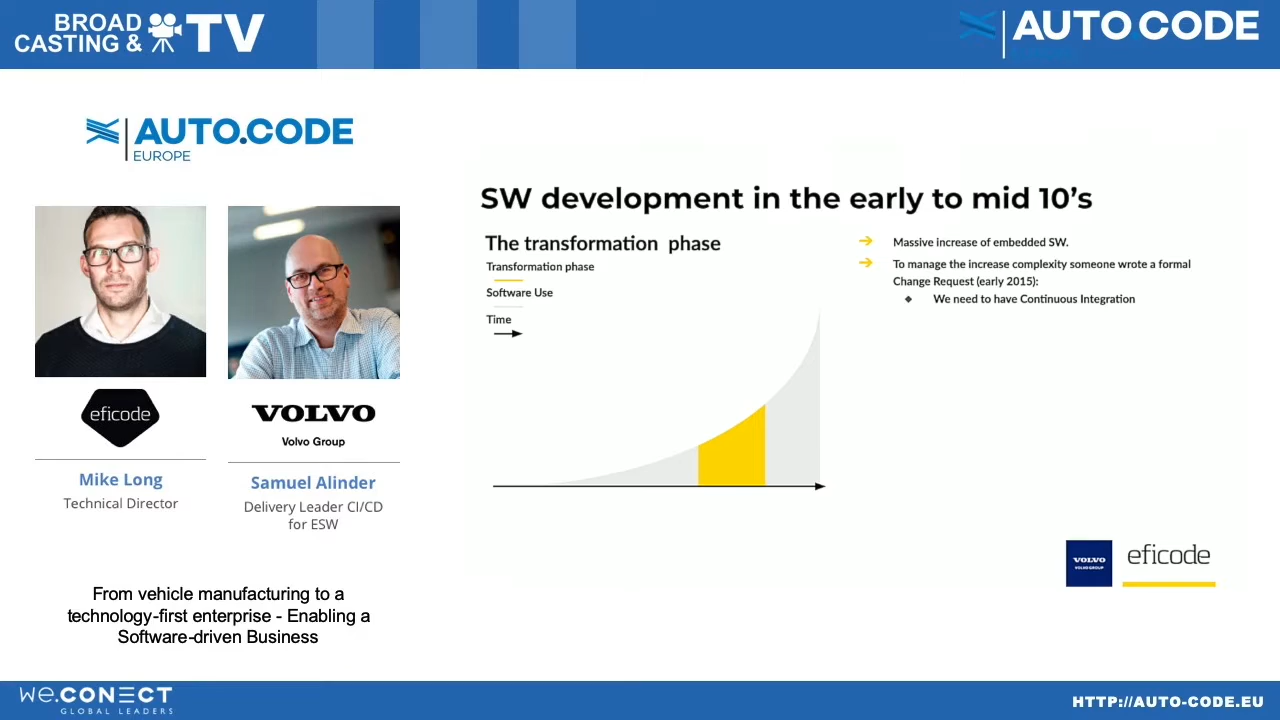 BROAD
CASTING &
TV
AUTO.CODE
AUTO.CODE
EUROPE
eficode
Mike Long
Technical Director
VOLVO
Volvo Group
Samuel Alinder
Delivery Leader CI/CD
for ESW
From vehicle manufacturing to a
technology-first enterprise - Enabling a
Software-driven Business
SW development in the early to mid 10’s
The transformation phase
Transformation phase
Software Use
Time
Massive increase of embedded SW.
To manage the increase complexity someone wrote a formal
Change Request (early 2015):
We need to have Continuous Integration
VOLVO
VOLVO GROUP
eficode
we.CONECT
GLOBAL LEADERS
HTTP://AUTO-CODE.EU